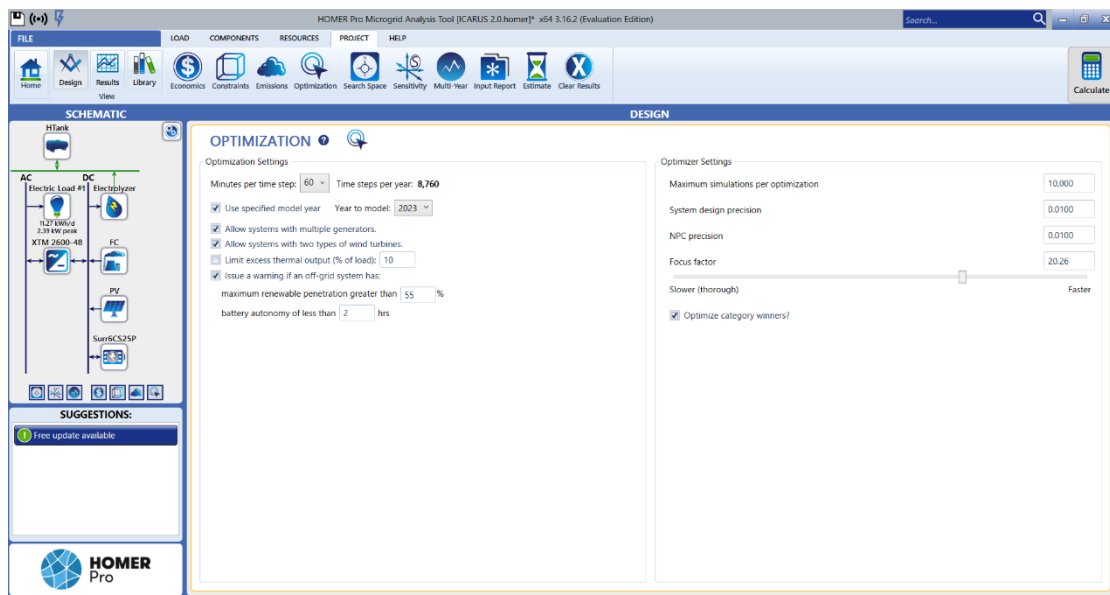 HOMER Pro Microgrid Analysis Tool [ICARUS 2.0.homer]* x64 3.16.2 (Evaluation Edition)
Search...
FILE
LOAD
COMPONENTS
RESOURCES
PROJECT
HELP
Home
Design
Results
Library
View
Economics
Constraints
Emissions
Optimization
Search Space
Sensitivity
Multi-Year
Input Report
Estimate
Clear Results
Calculate
SCHEMATIC
DESIGN
HTank
AC
DC
Electric Load #1
Electrolyzer
11.27 kWh/d
2.39 kW peak
XTM 2600-48
FC
PV
Surr6CS25P
SUGGESTIONS:
Free update available
HOMER
Pro
OPTIMIZATION
Optimization Settings
Minutes per time step: 60 Time steps per year: 8,760
Use specified model year Year to model: 2023
Allow systems with multiple generators.
Allow systems with two types of wind turbines.
Limit excess thermal output (% of load): 10
Issue a warning if an off-grid system has:
maximum renewable penetration greater than 55 %
battery autonomy of less than 2 hrs
Optimizer Settings
Maximum simulations per optimization 10,000
System design precision 0.0100
NPC precision 0.0100
Focus factor 20.26
Slower (thorough) Faster
Optimize category winners?